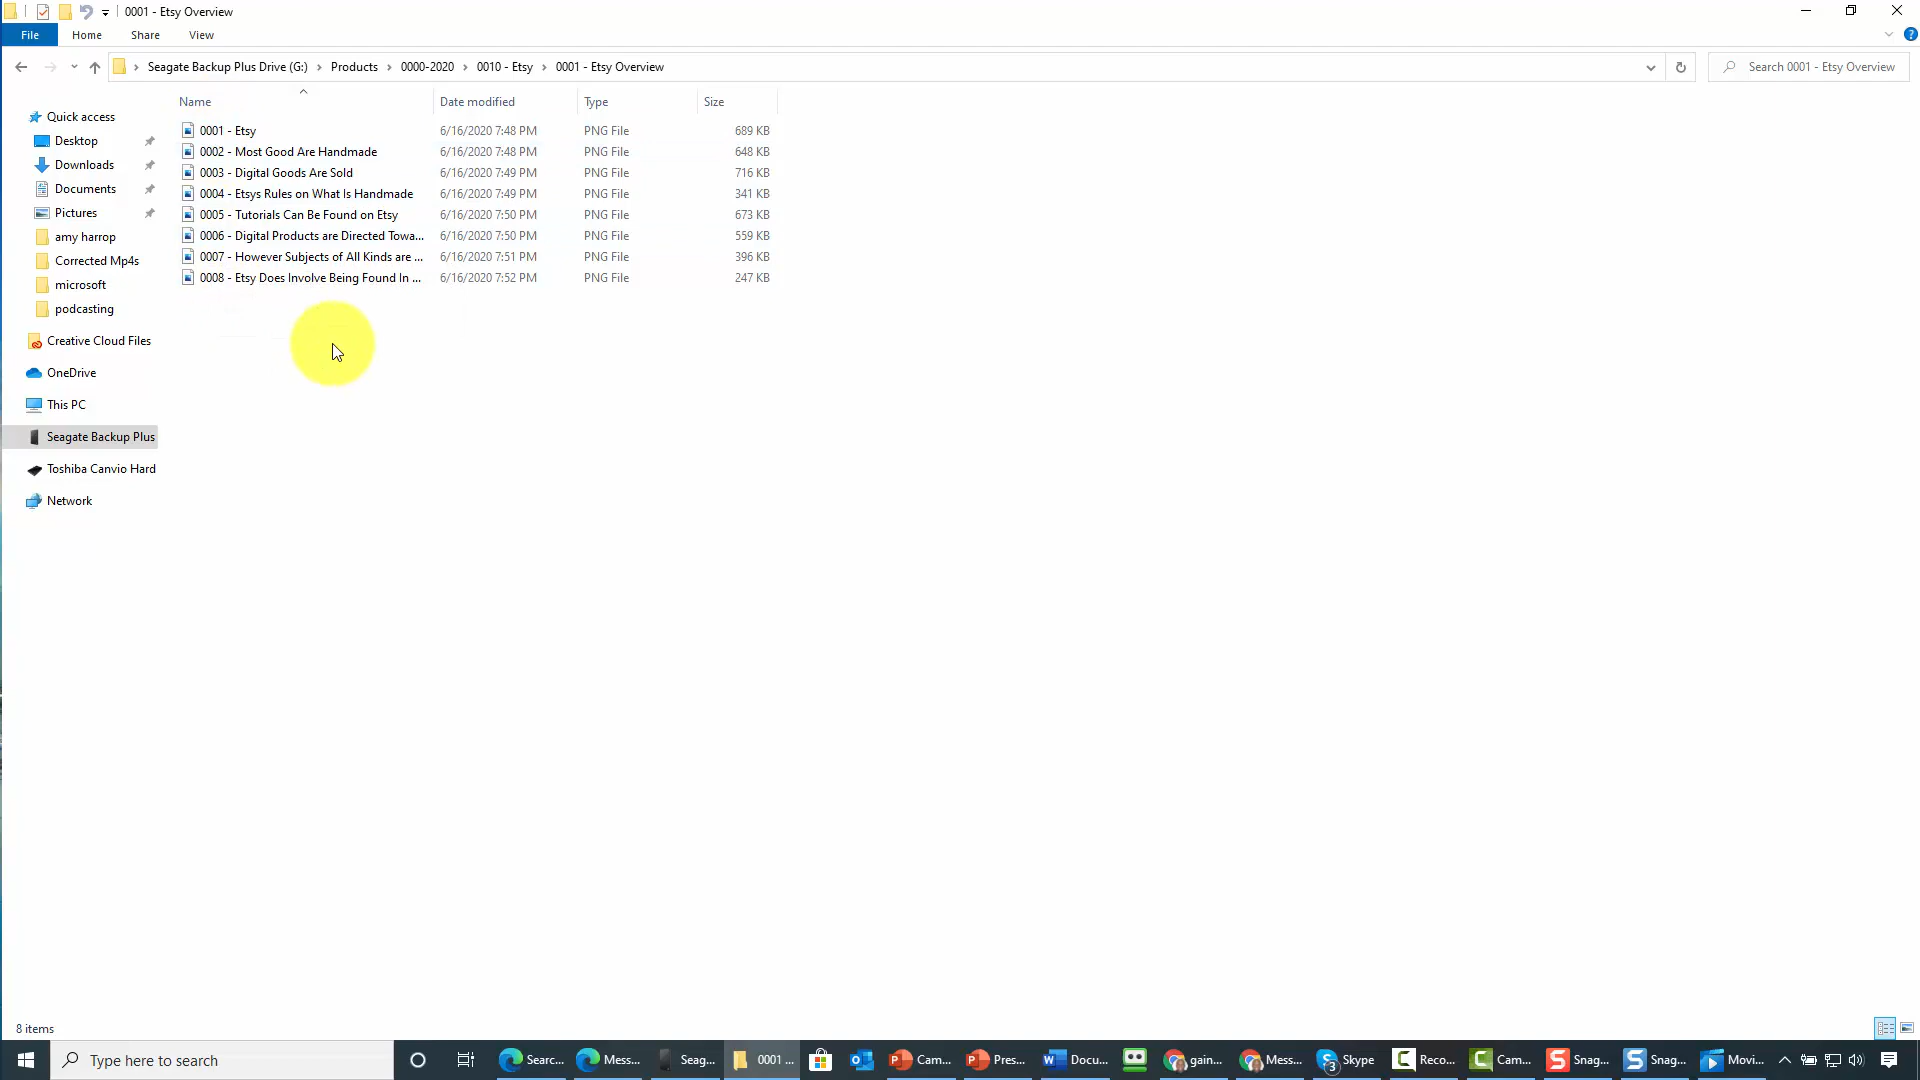 0001 - Etsy Overview
File Home Share View
Seagate Backup Plus Drive (G:) Products 0000-2020 0010 - Etsy 0001 - Etsy Overview
Search 0001 - Etsy Overview
Name Date modified Type Size
0001 - Etsy 6/16/2020 7:48 PM PNG File 689 KB
0002 - Most Good Are Handmade 6/16/2020 7:48 PM PNG File 648 KB
0003 - Digital Goods Are Sold 6/16/2020 7:49 PM PNG File 716 KB
0004 - Etsys Rules on What Is Handmade 6/16/2020 7:49 PM PNG File 341 KB
0005 - Tutorials Can Be Found on Etsy 6/16/2020 7:50 PM PNG File 673 KB
0006 - Digital Products are Directed Towa... 6/16/2020 7:50 PM PNG File 559 KB
0007 - However Subjects of All Kinds are ... 6/16/2020 7:51 PM PNG File 396 KB
0008 - Etsy Does Involve Being Found In ... 6/16/2020 7:52 PM PNG File 247 KB
Quick access
Desktop
Downloads
Documents
Pictures
amy harrop
Corrected Mp4s
microsoft
podcasting
Creative Cloud Files
OneDrive
This PC
Seagate Backup Plus
Toshiba Canvio Hard
Network
8 items
Type here to search
Searc... Mess... Seag... 0001 ... Cam... Pres... Docu... gain... Mess... 3 Skype Reco... Cam... Snag... Snag... Movi...